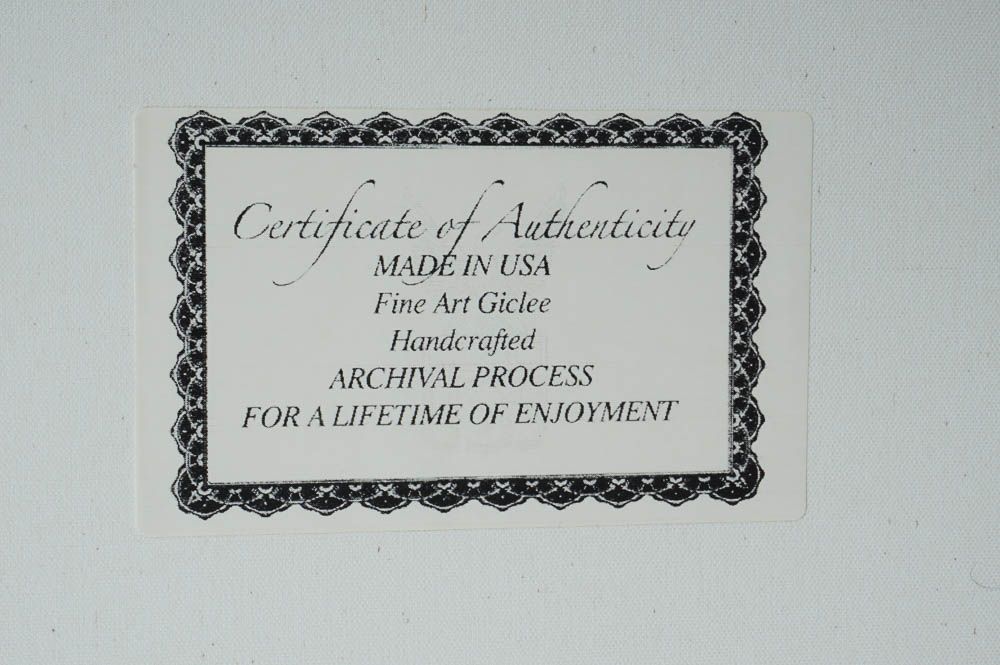 Certificate of Authenticity
MADE IN USA
Fine Art Giclee
Handcrafted
ARCHIVAL PROCESS
FOR A LIFETIME OF ENJOYMENT